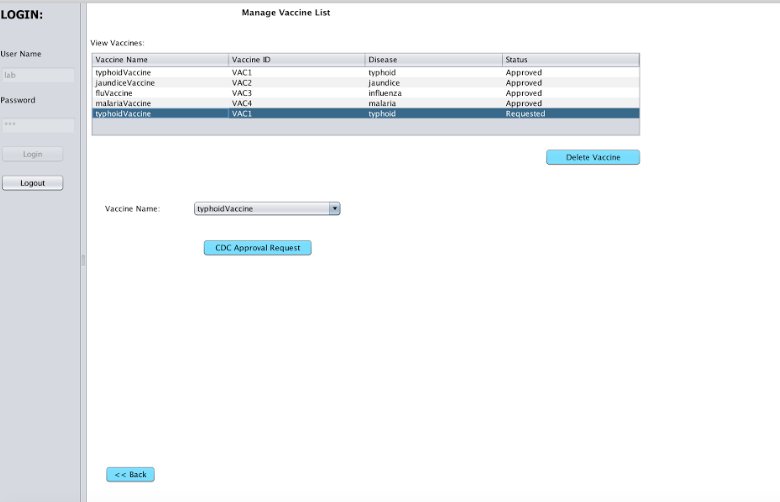 LOGIN:
User Name
lab
Password
***
Login
Logout
Manage Vaccine List
View Vaccines:
Vaccine Name Vaccine ID Disease Status
typhoidVaccine VAC1 typhoid Approved
jaundiceVaccine VAC2 jaundice Approved
fluVaccine VAC3 influenza Approved
malariaVaccine VAC4 malaria Approved
typhoidVaccine VAC1 typhoid Requested
Delete Vaccine
Vaccine Name: typhoidVaccine
CDC Approval Request
<< Back